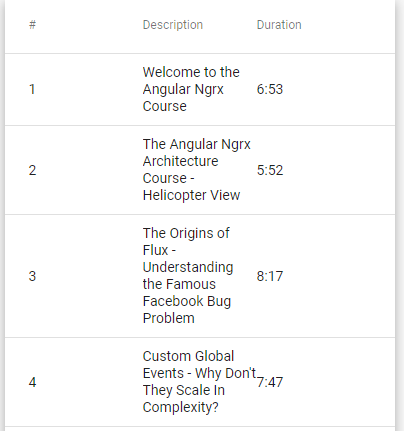 # Description Duration
Welcome to the
1 Angular Ngrx 6:53
Course
The Angular Ngrx
Architecture
2 Course - 5:52
Helicopter View
The Origins of
Flux -
Understanding
3 the Famous 8:17
Facebook Bug
Problem
Custom Global
Events - Why Don't
4 They Scale In 7:47
Complexity?